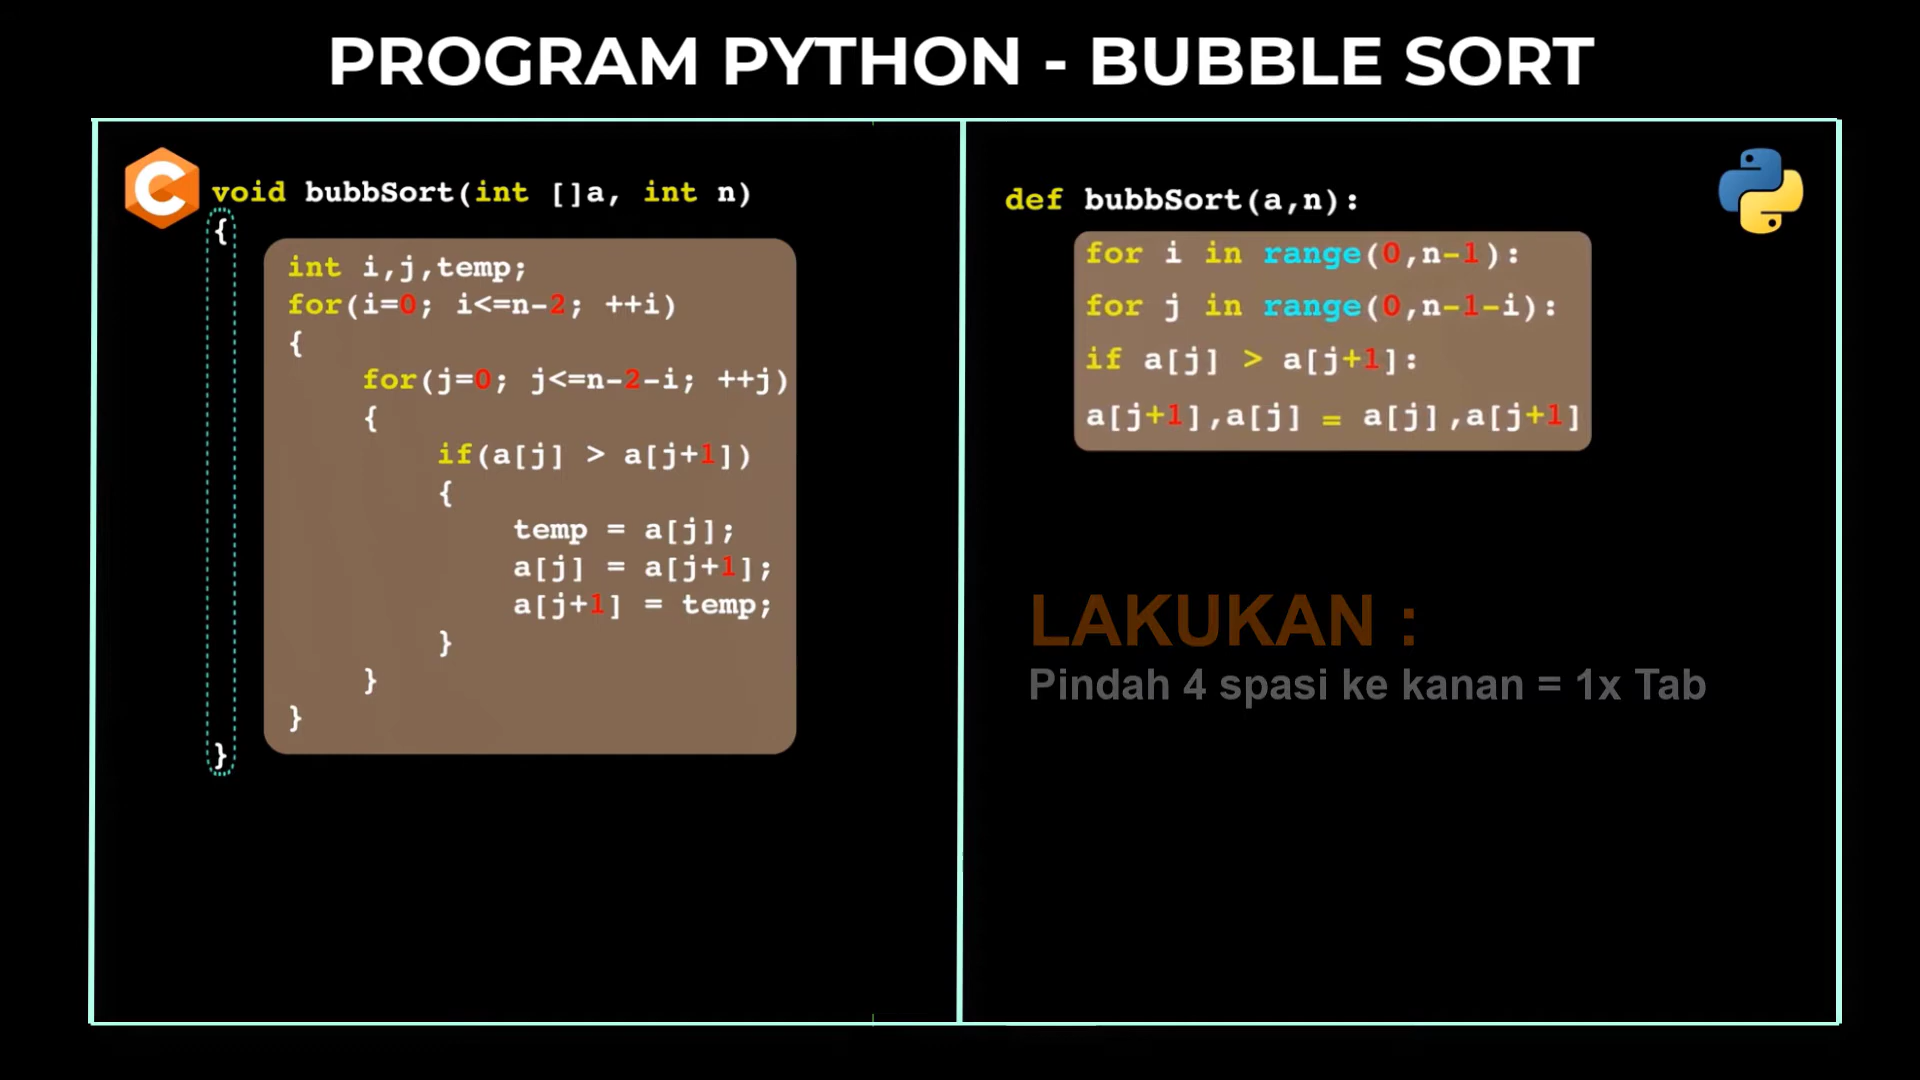 PROGRAM PYTHON - BUBBLE SORT
C
void bubbSort(int []a, int n)
{
int i,j,temp;
for(i=0; i<=n-2; ++i)
{
for(j=0; j<=n-2-i; ++j)
{
if(a[j] > a[j+1])
{
temp = a[j];
a[j] = a[j+1];
a[j+1] = temp;
}
}
}
}
def bubbSort(a,n):
for i in range(0,n-1):
for j in range(0,n-1-i):
if a[j] > a[j+1]:
a[j+1],a[j] = a[j],a[j+1]
LAKUKAN :
Pindah 4 spasi ke kanan = 1x Tab